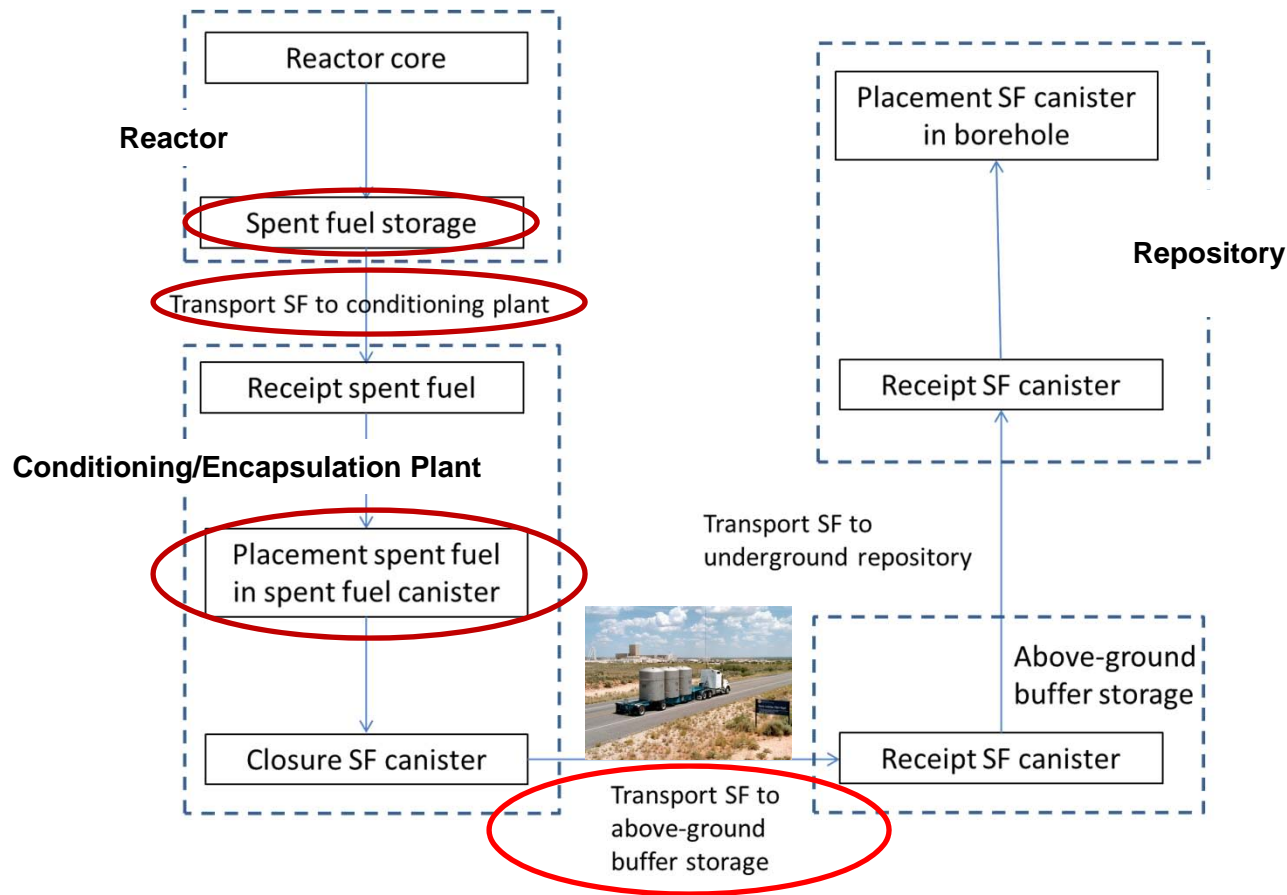 Reactor core
Reactor
Spent fuel storage
Transport SF to conditioning plant
Receipt spent fuel
Conditioning/Encapsulation Plant
Placement spent fuel
in spent fuel canister
Closure SF canister
Transport SF to
above-ground
buffer storage
Placement SF canister
in borehole
Repository
Receipt SF canister
Transport SF to
underground repository
Above-ground
buffer storage
Receipt SF canister